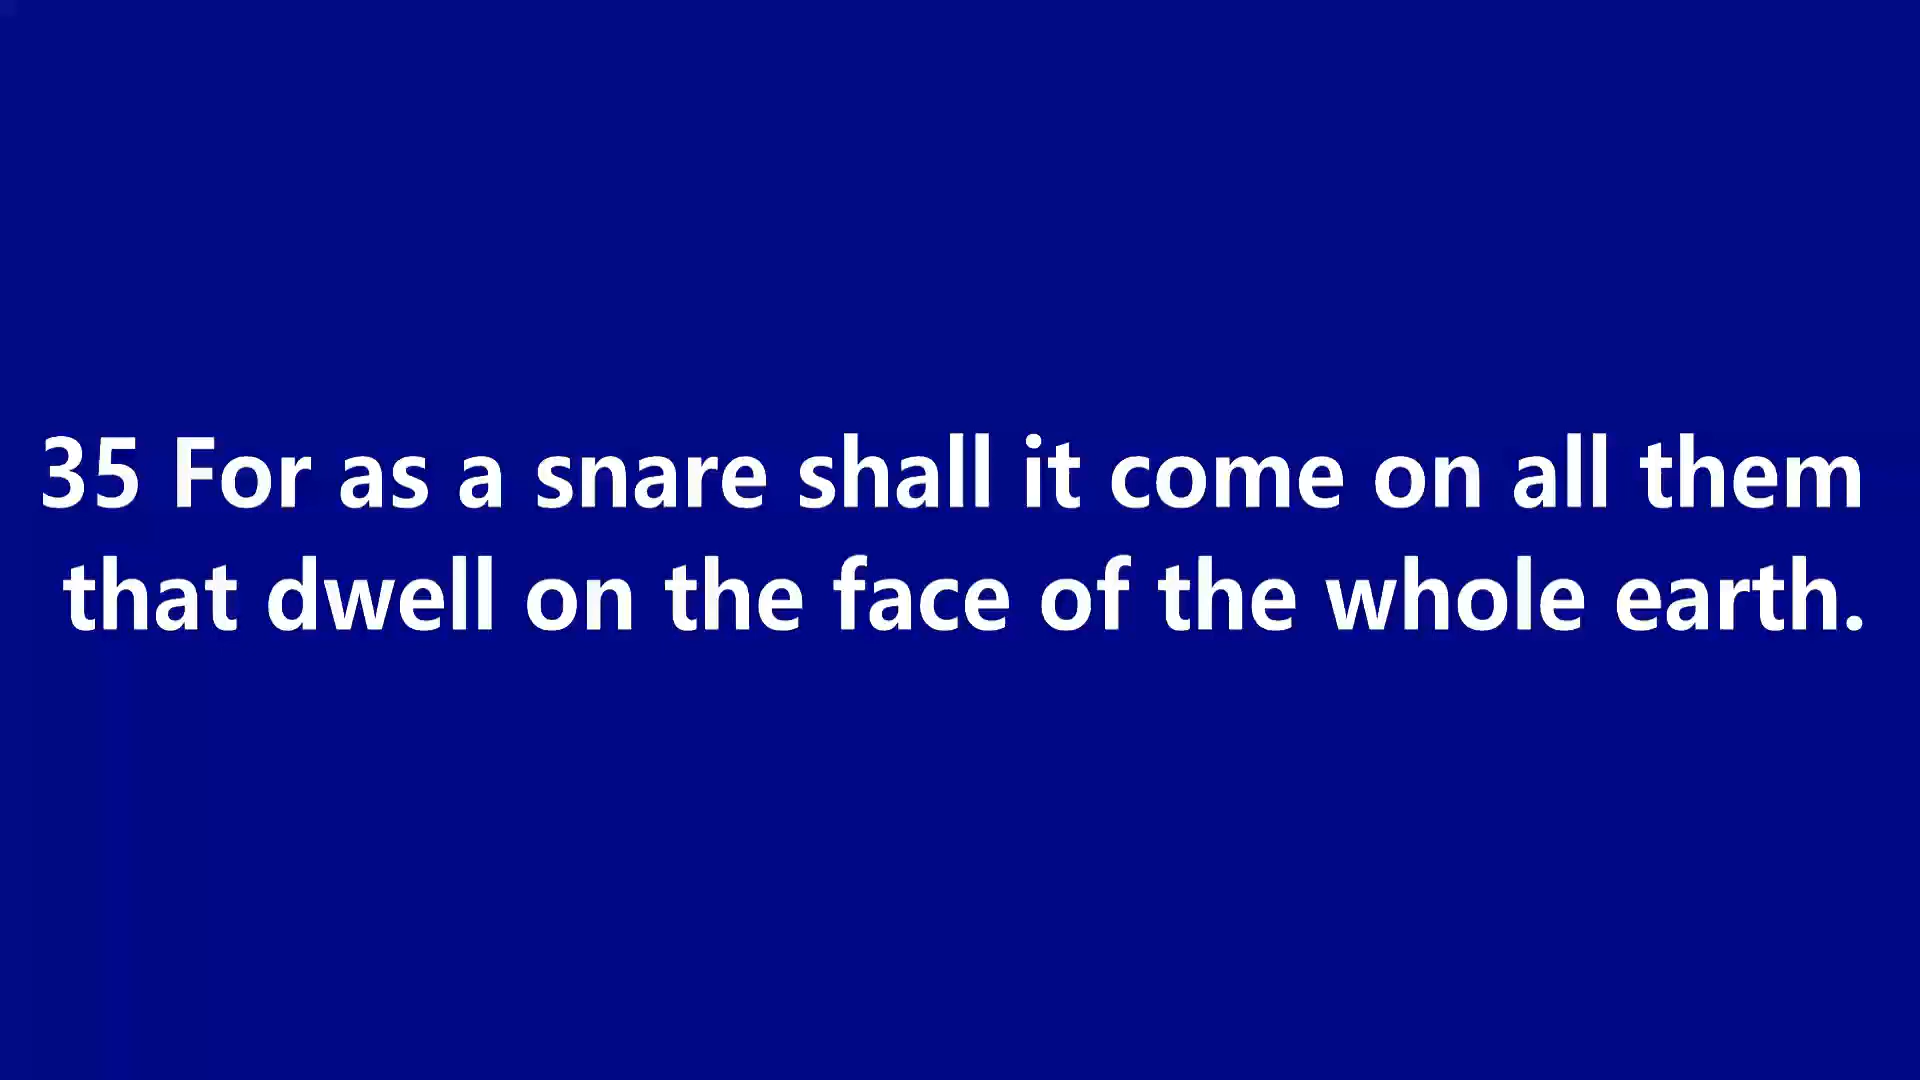 35 For as a snare shall it come on all them
that dwell on the face of the whole earth.